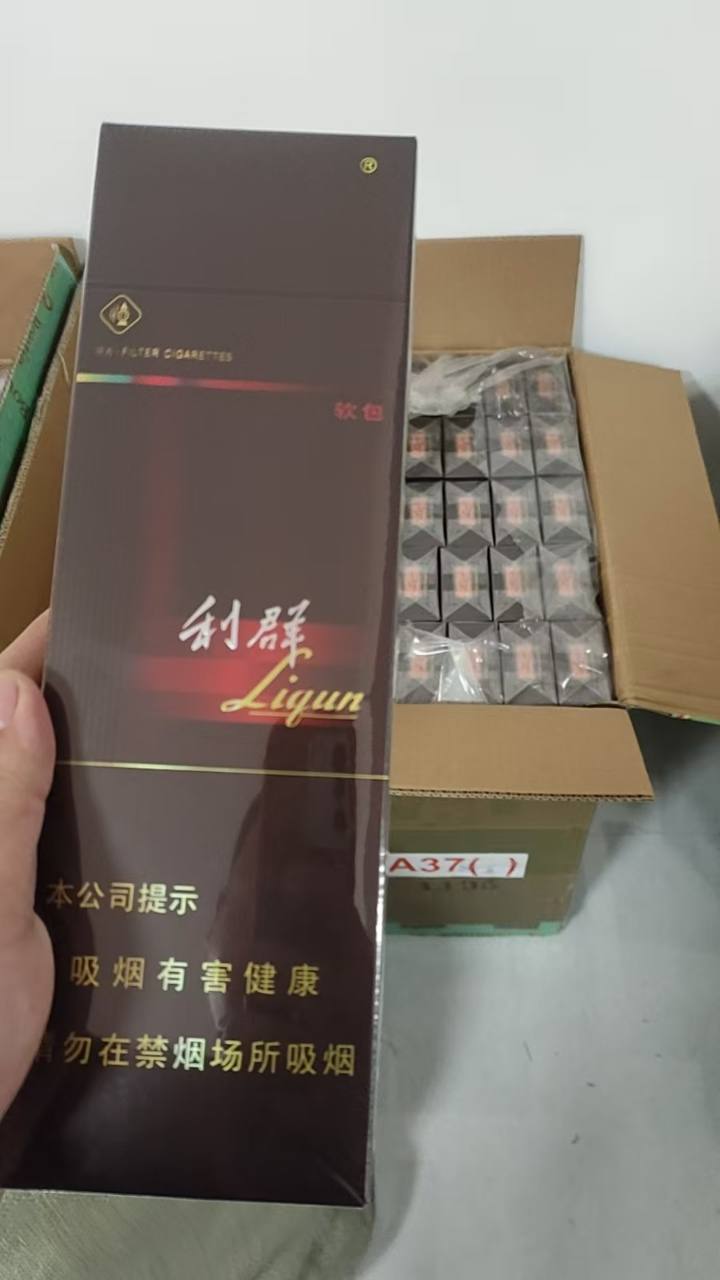 ®
FILTER CIGARETTES
软包
利群
Liqun
本公司提示
吸烟有害健康
请勿在禁烟场所吸烟
A37( )